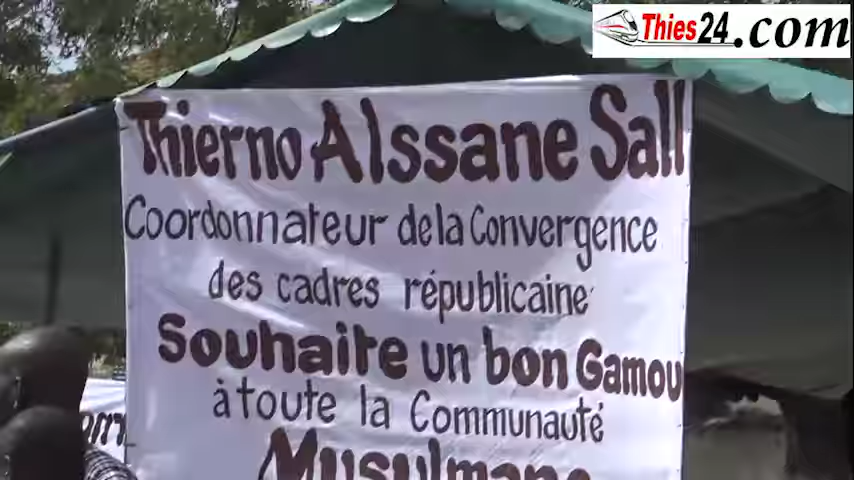 Thies24.com
Thierno Alssane Sall
Coordonnateur de la Convergence
des cadres républicaine
Souhaite un bon Gamou
à toute la Communauté
Musulmane